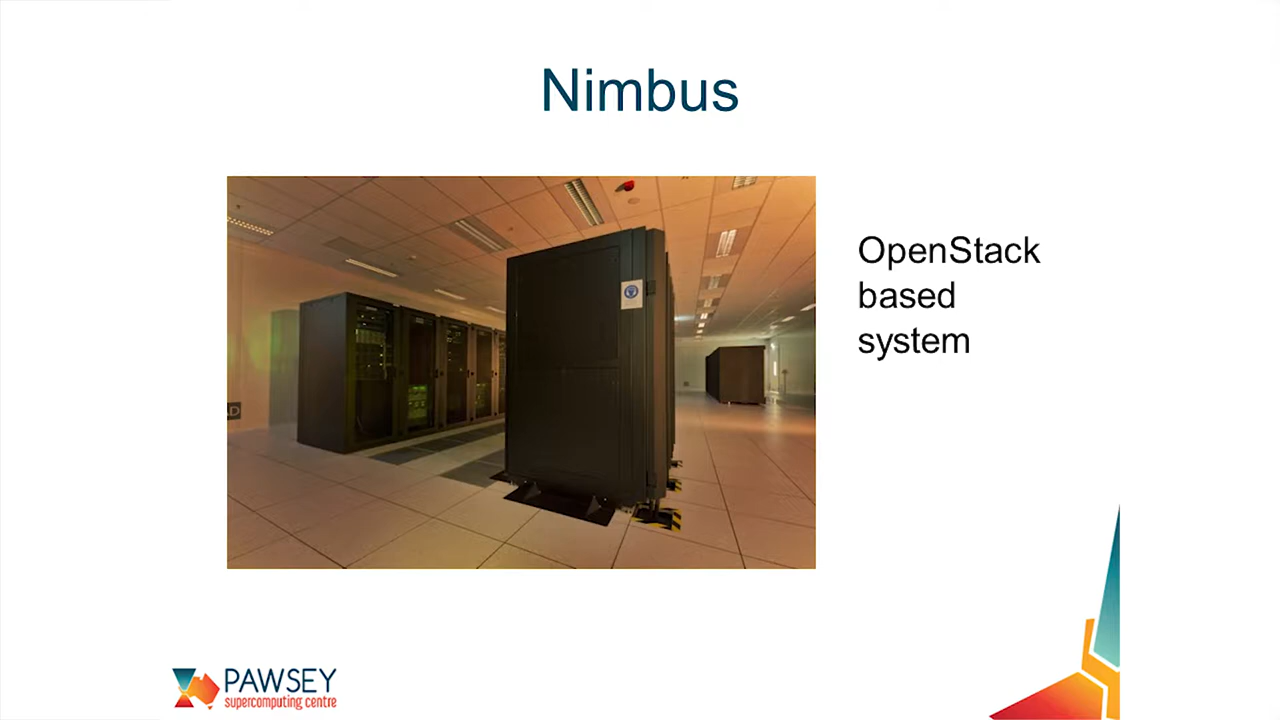 Nimbus
OpenStack
based
system
PAWSEY
supercomputing centre